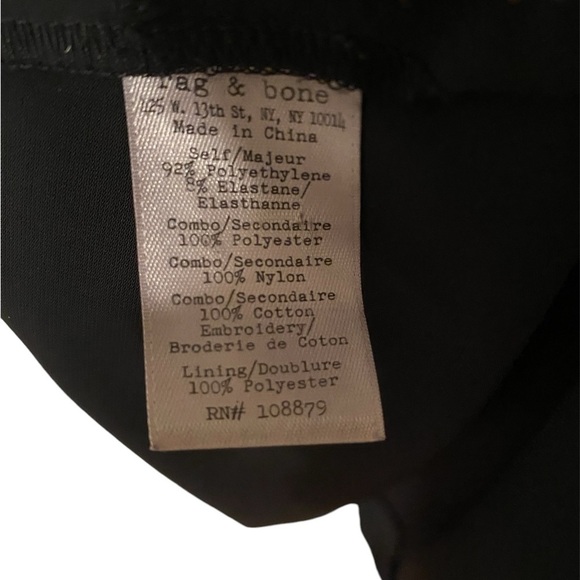 rag & bone
425 W. 13th St, NY, NY 10014
Made in China
Self/Majeur
92% Polyethylene
8% Elastane/
Elasthanne
Combo/Secondaire
100% Polyester
Combo/Secondaire
100% Nylon
Combo/Secondaire
100% Cotton
Embroidery/
Broderie de Coton
Lining/Doublure
100% Polyester
RN# 108879